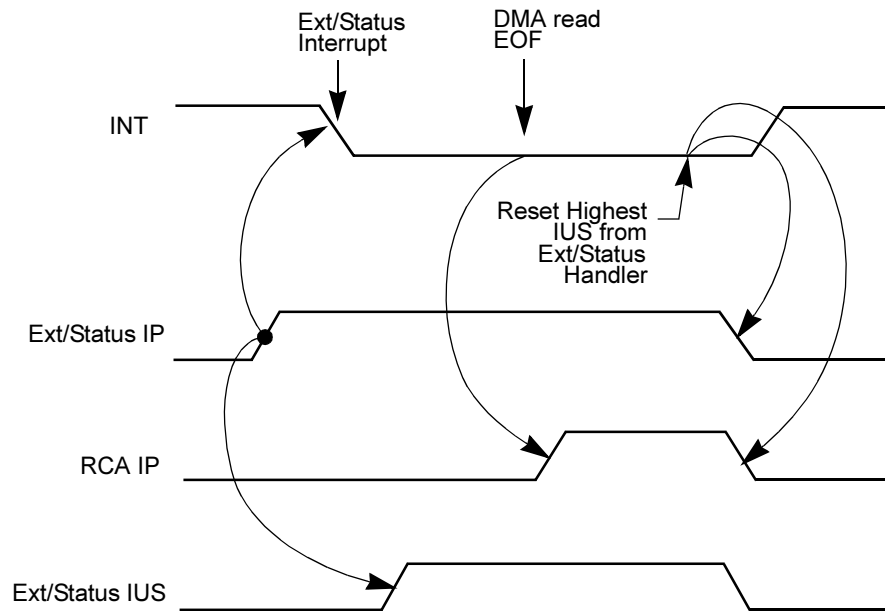 Ext/Status
Interrupt
DMA read
EOF
INT
Reset Highest
IUS from
Ext/Status
Handler
Ext/Status IP
RCA IP
Ext/Status IUS